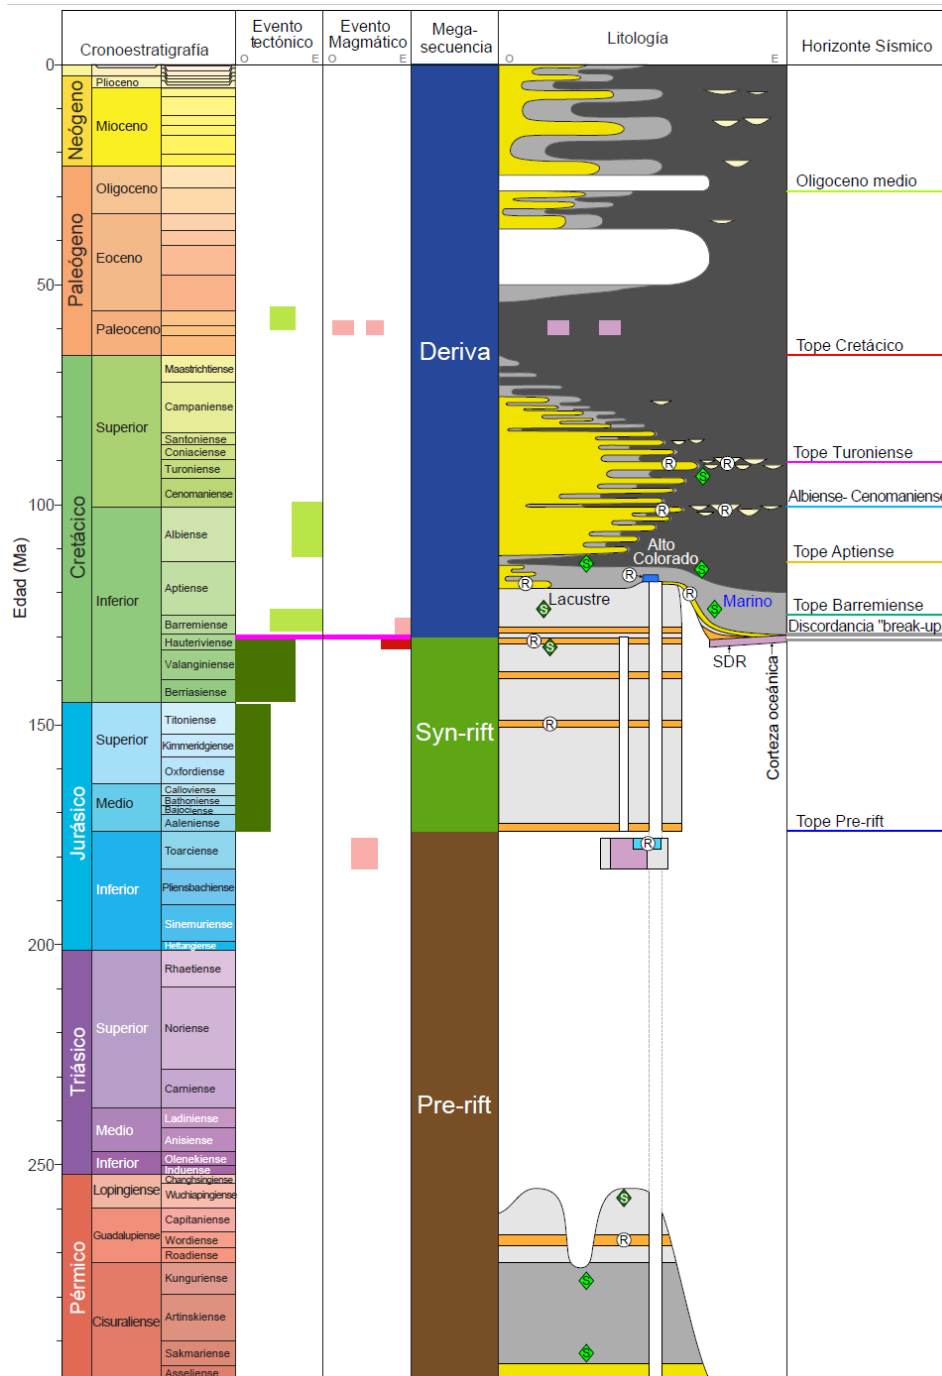 Cronoestratigrafía
Evento
tectónico
O E
Evento
Magmático
O E
Mega-
secuencia
Litología
O E
Horizonte Sísmico
Edad (Ma)
0
50
100
150
200
250
Neógeno
Paleógeno
Cretácico
Jurásico
Triásico
Pérmico
Plioceno
Mioceno
Oligoceno
Eoceno
Paleoceno
Superior
Inferior
Superior
Medio
Inferior
Superior
Medio
Inferior
Lopingiense
Guadalupiense
Cisuraliense
Maastrichtiense
Campaniense
Santoniense
Coniaciense
Turoniense
Cenomaniense
Albiense
Aptiense
Barremiense
Hauteriviense
Valanginiense
Berriasiense
Titoniense
Kimmeridgiense
Oxfordiense
Calloviense
Bathoniense
Bajociense
Aaleniense
Toarciense
Pliensbachiense
Sinemuriense
Hettangiense
Rhaetiense
Noriense
Carniense
Ladiniense
Anisiense
Olenekiense
Induense
Changhsingiense
Wuchiapingiense
Capitaniense
Wordiense
Roadiense
Kunguriense
Artinskiense
Sakmariense
Asseliense
Deriva
Syn-rift
Pre-rift
R R
S
R R
Alto
Colorado
S S
R R
R
Lacustre
S
Marino
S
R
S
SDR
Corteza oceánica
R
R
S
R
S
S
Oligoceno medio
Tope Cretácico
Tope Turoniense
Albiense- Cenomaniense
Tope Aptiense
Tope Barremiense
Discordancia "break-up
Tope Pre-rift